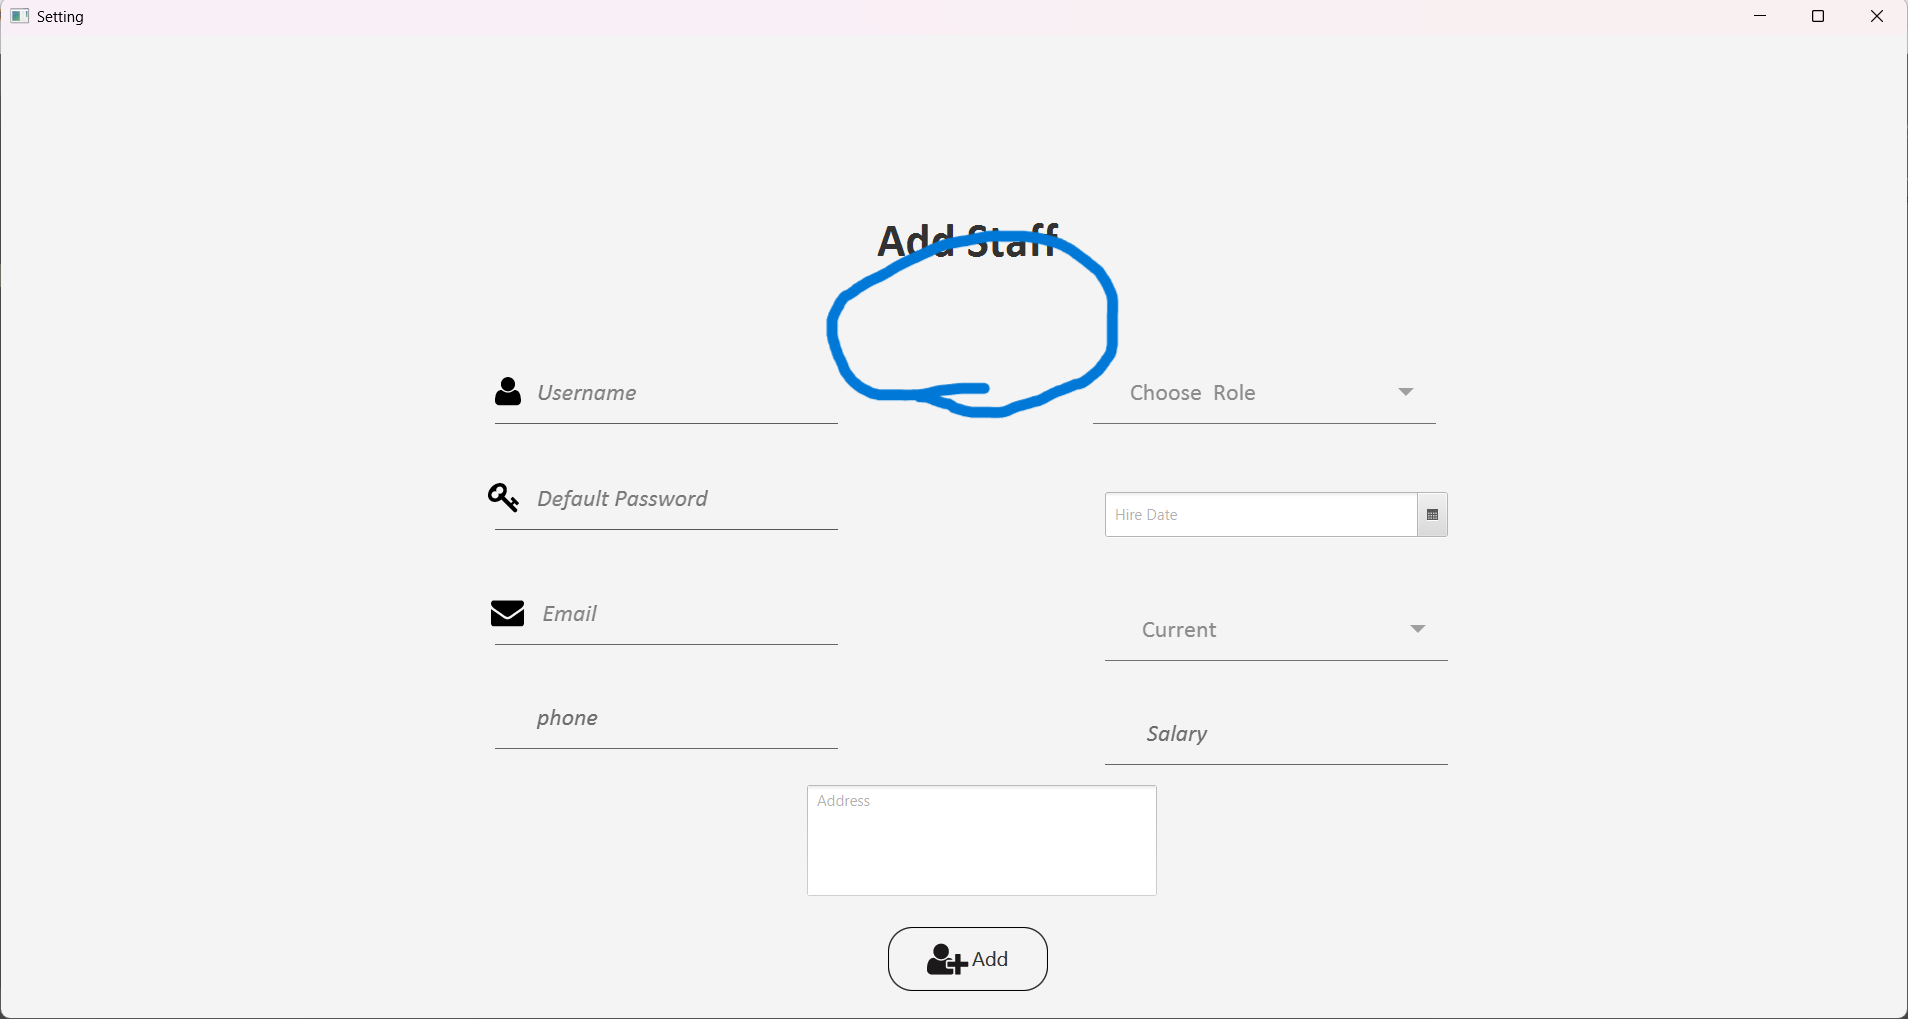 Setting
Add Staff
Username
Choose Role
Default Password
Hire Date
Email
Current
phone
Salary
Address
Add